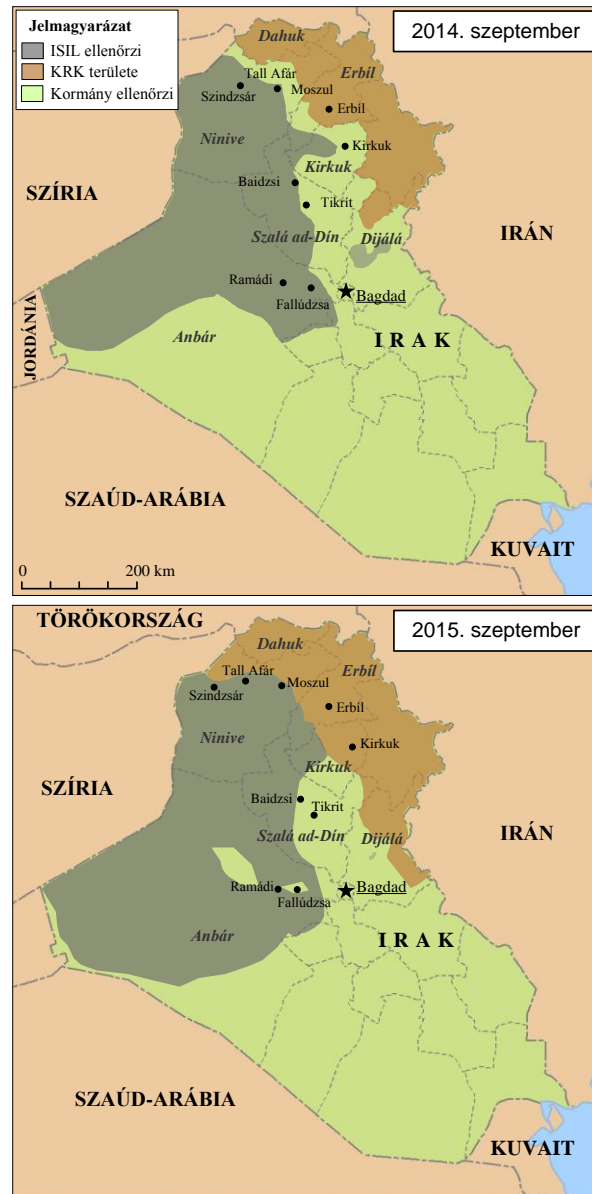 Jelmagyarázat
ISIL ellenőrzi
KRK területe
Kormány ellenőrzi
2014. szeptember
Dahuk
Tall Afár
Erbíl
Szindzsár
Moszul
Erbíl
Ninive
Kirkuk
Kirkuk
SZÍRIA
Baidzsi
Tikrít
IRÁN
Szalá ad-Dín
Dijálá
Ramádi
Fallúdzsa
Bagdad
JORDÁNIA
Anbár
IRAK
SZAÚD-ARÁBIA
KUVAIT
0 200 km
TÖRÖKORSZÁG
2015. szeptember
Dahuk
Tall Afár
Erbíl
Szindzsár
Moszul
Erbíl
Ninive
Kirkuk
Kirkuk
SZÍRIA
Baidzsi
Tikrit
IRÁN
Szalá ad-Dín
Dijálá
Ramádi
Fallúdzsa
Bagdad
Anbár
IRAK
SZAÚD-ARÁBIA
KUVAIT